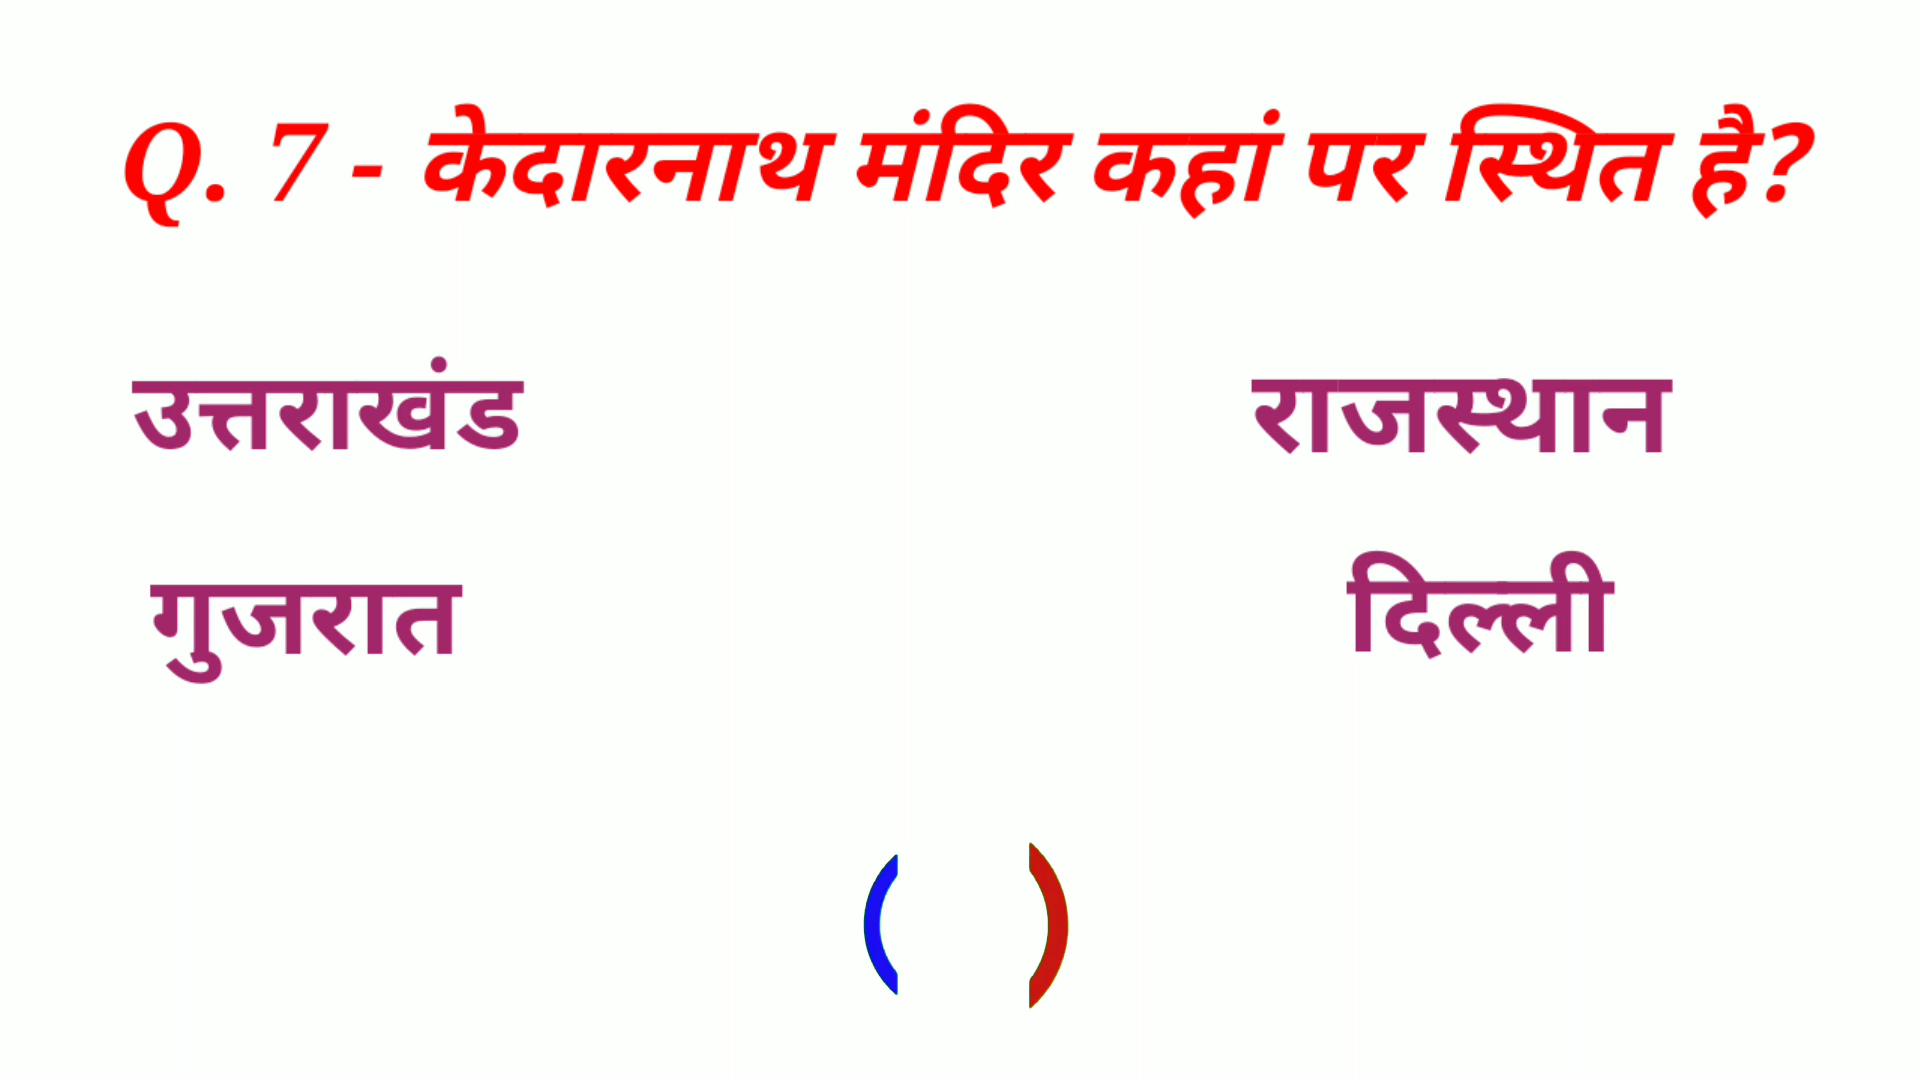 Q. 7 - केदारनाथ मंदिर कहां पर स्थित है?
उत्तराखंड राजस्थान
गुजरात दिल्ली